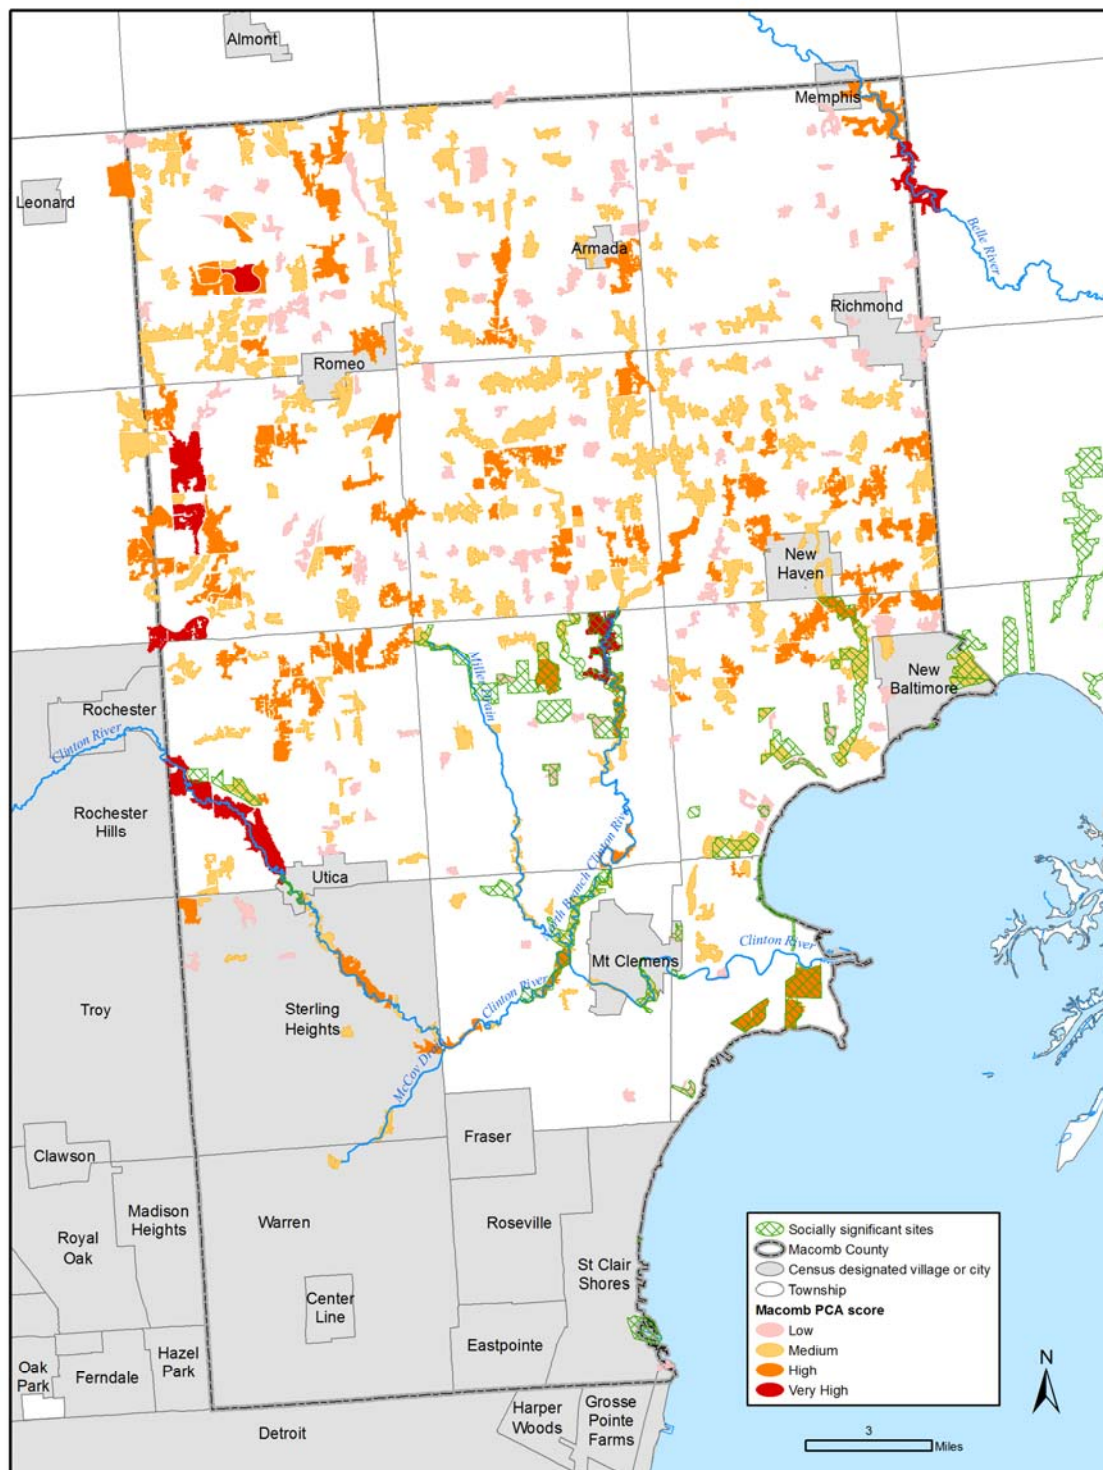 Almont
Memphis
Leonard
Armada
Belle River
Richmond
Romeo
New
Haven
Miller Drain
New
Baltimore
Rochester
Clinton River
Rochester
Hills
North Branch Clinton River
Utica
Mt Clemens
Clinton River
Clinton River
Troy
Sterling
Heights
McCoy Drain
Fraser
Clawson
Madison
Heights
Warren
Roseville
Royal
Oak
St Clair
Shores
Center
Line
Eastpointe
Oak
Park
Ferndale
Hazel
Park
Harper
Woods
Grosse
Pointe
Farms
Detroit
Socially significant sites
Macomb County
Census designated village or city
Township
Macomb PCA score
Low
Medium
High
Very High
N
3
Miles